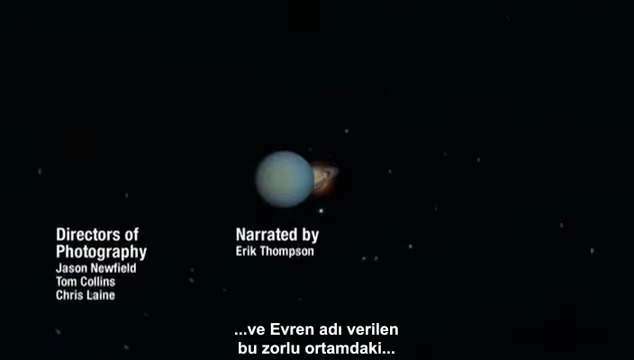 Directors of
Photography
Jason Newfield
Tom Collins
Chris Laine
Narrated by
Erik Thompson
...ve Evren adı verilen
bu zorlu ortamdaki...